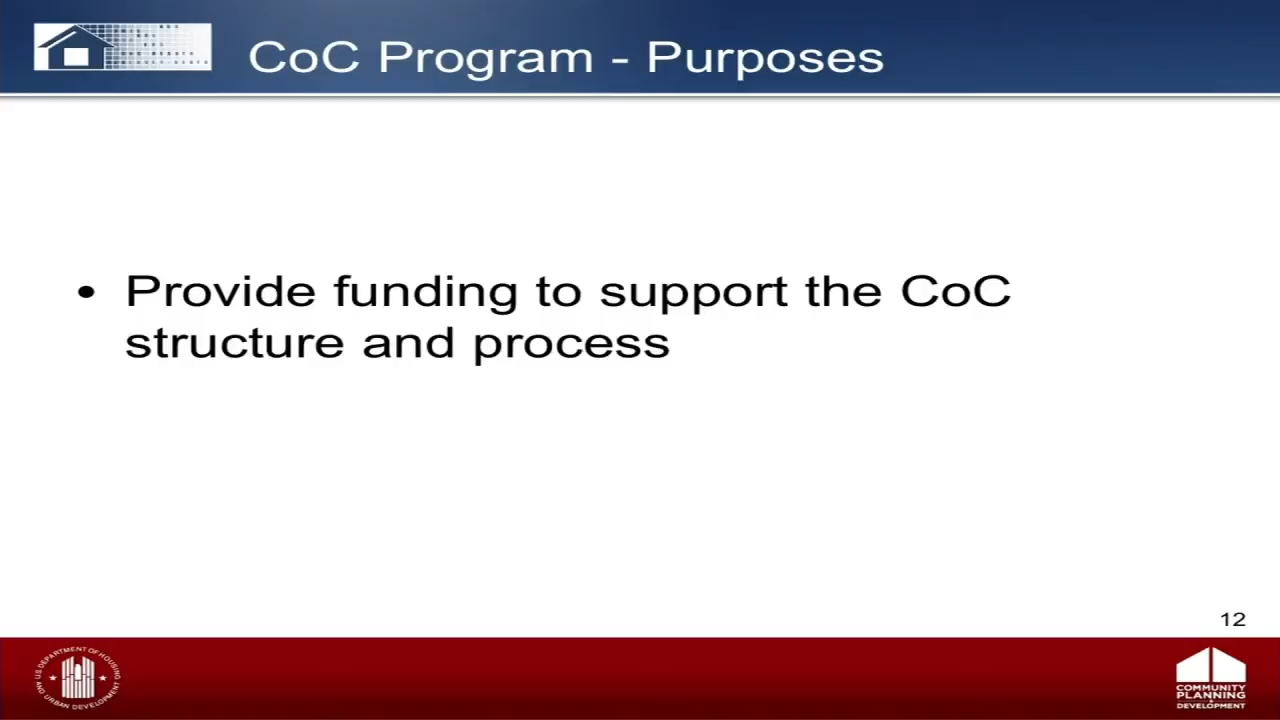 CoC Program - Purposes
• Provide funding to support the CoC
structure and process
12
U.S. DEPARTMENT OF HOUSING
AND URBAN DEVELOPMENT
COMMUNITY
PLANNING
DEVELOPMENT